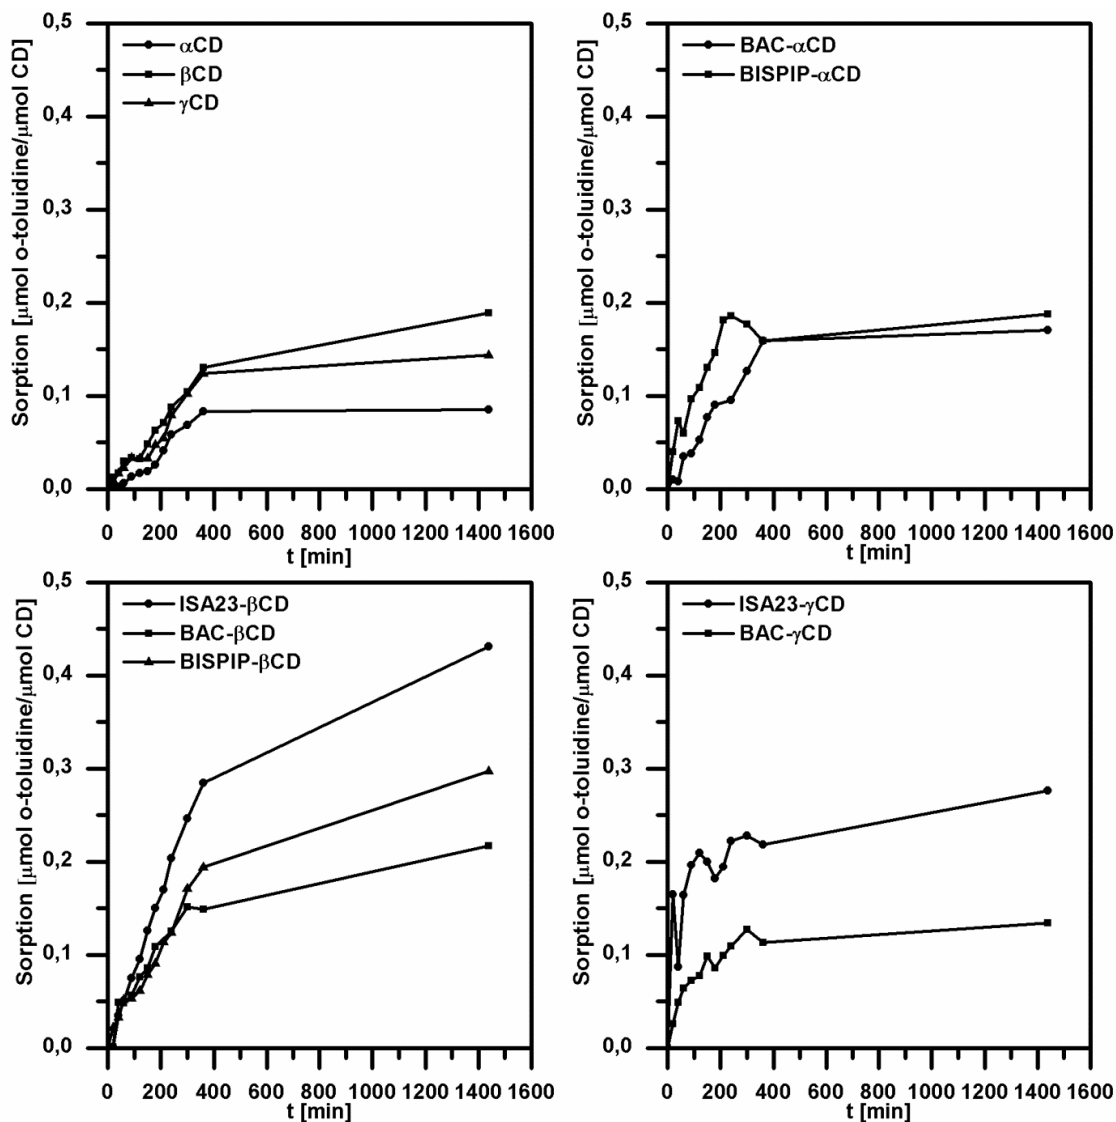 0,5
0,4
0,3
0,2
0,1
0,0
Sorption [μmol o-toluidine/μmol CD]
αCD
βCD
γCD
0 200 400 600 800 1000 1200 1400 1600
t [min]
0,5
0,4
0,3
0,2
0,1
0,0
Sorption [μmol o-toluidine/μmol CD]
BAC-αCD
BISPIP-αCD
0 200 400 600 800 1000 1200 1400 1600
t [min]
0,5
0,4
0,3
0,2
0,1
0,0
Sorption [μmol o-toluidine/μmol CD]
ISA23-βCD
BAC-βCD
BISPIP-βCD
0 200 400 600 800 1000 1200 1400 1600
t [min]
0,5
0,4
0,3
0,2
0,1
0,0
Sorption [μmol o-toluidine/μmol CD]
ISA23-γCD
BAC-γCD
0 200 400 600 800 1000 1200 1400 1600
t [min]